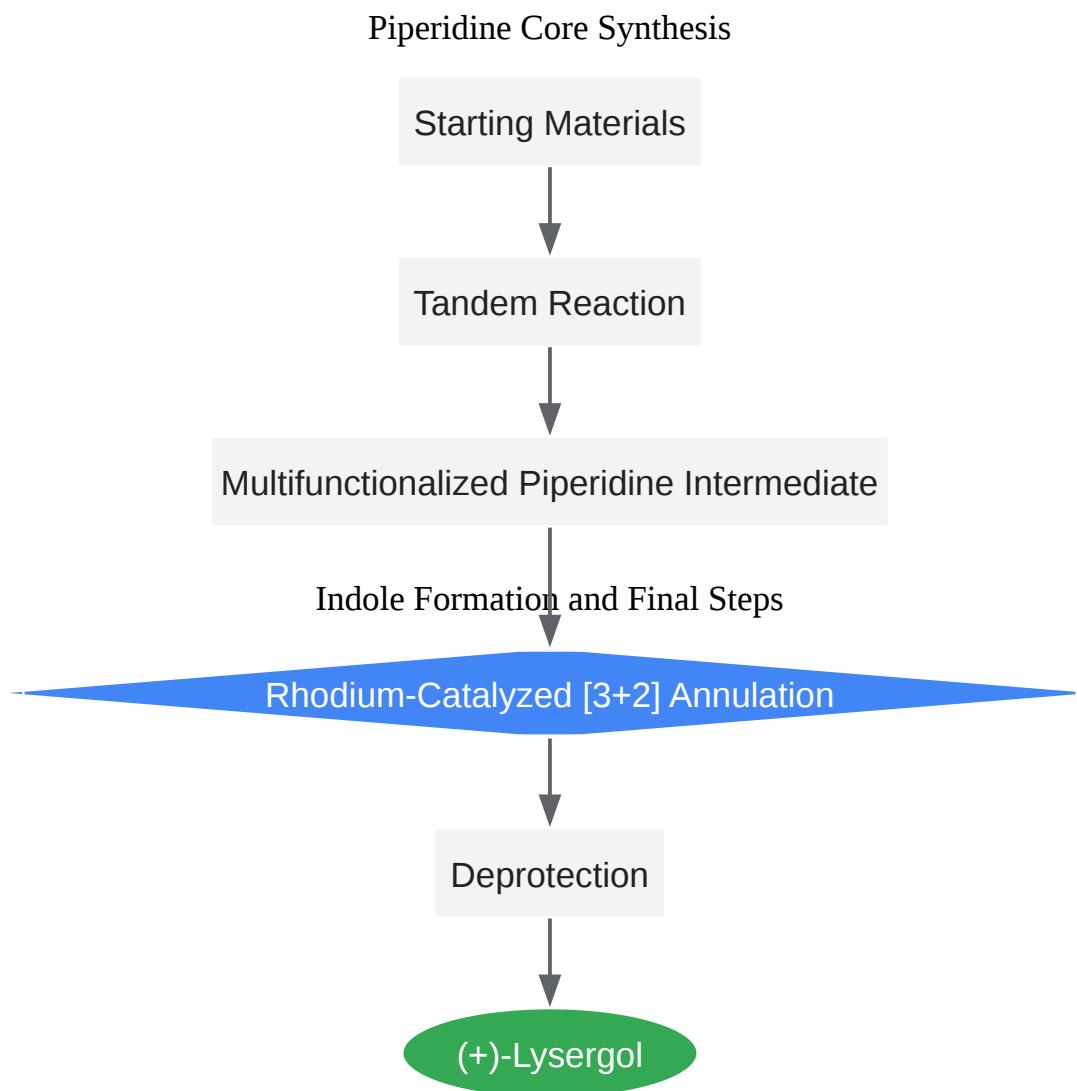 Piperidine Core Synthesis
Starting Materials
Tandem Reaction
Multifunctionalized Piperidine Intermediate
Indole Formation and Final Steps
Rhodium-Catalyzed [3+2] Annulation
Deprotection
(+)-Lysergol